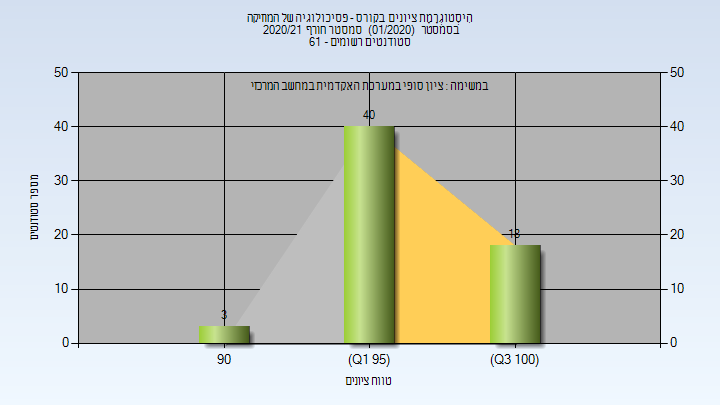 היסטוגרמת ציונים בקורס - פסיכולוגיה של המחיקה
בסמסטר (01/2020) סמסטר חורף 2020/21
סטודנטים רשומים - 61
במשימה : ציון סופי במערכת האקדמית במחשב המרכזי
50
40
30
20
10
0
50
40
30
20
10
0
מספר סטודנטים
3
40
18
90
(Q1 95)
(Q3 100)
טווח ציונים